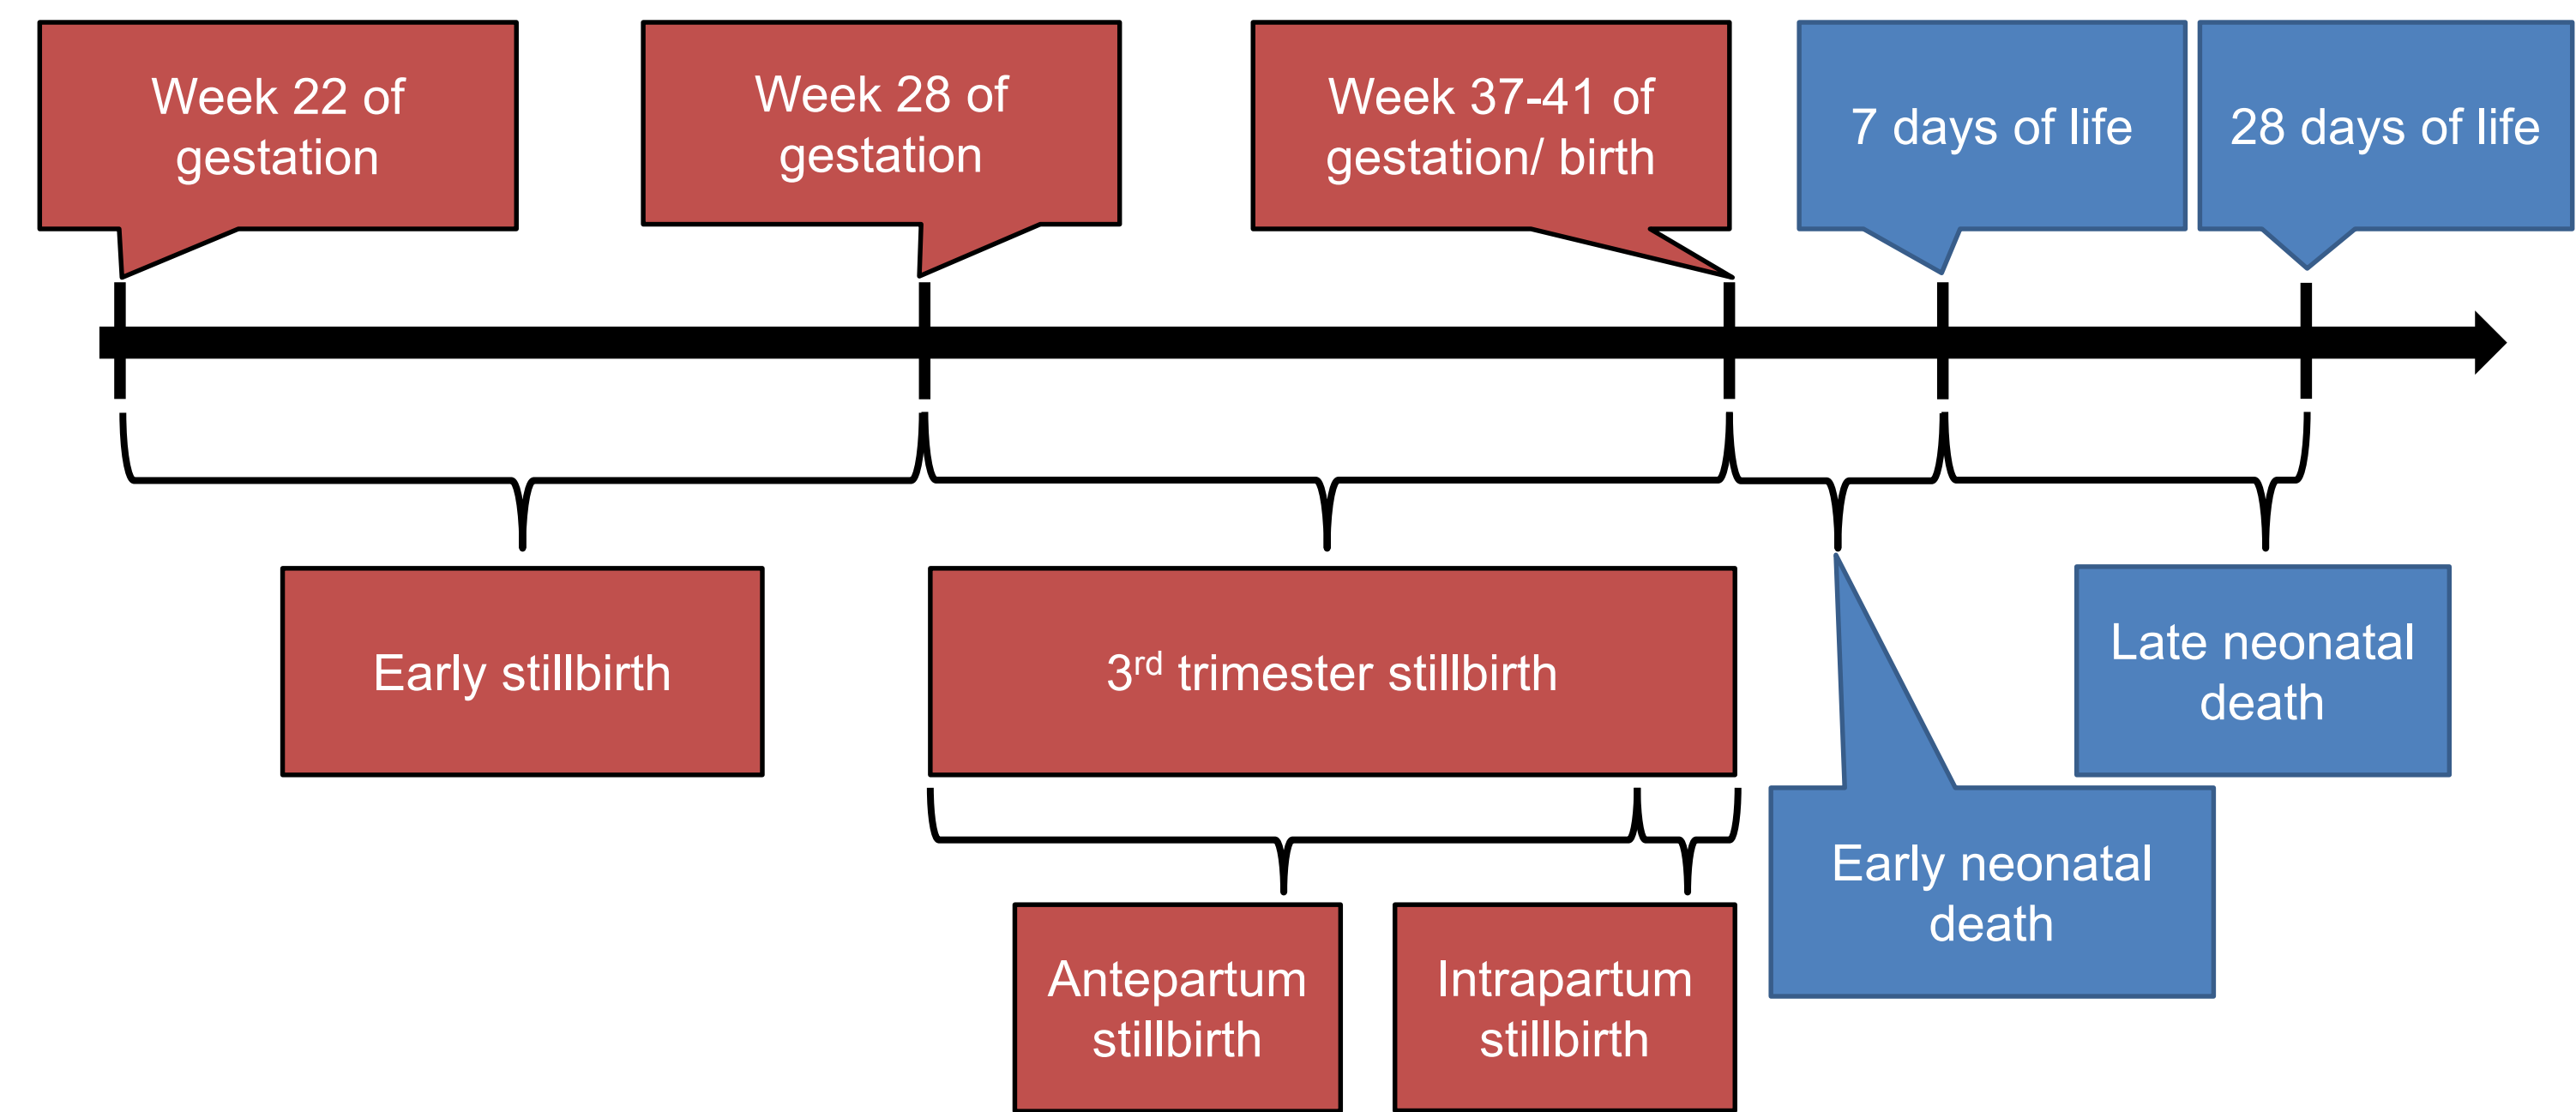 Week 22 of
gestation
Week 28 of
gestation
Week 37-41 of
gestation/ birth
7 days of life
28 days of life
Early stillbirth
3rd trimester stillbirth
Late neonatal
death
Early neonatal
death
Antepartum
stillbirth
Intrapartum
stillbirth